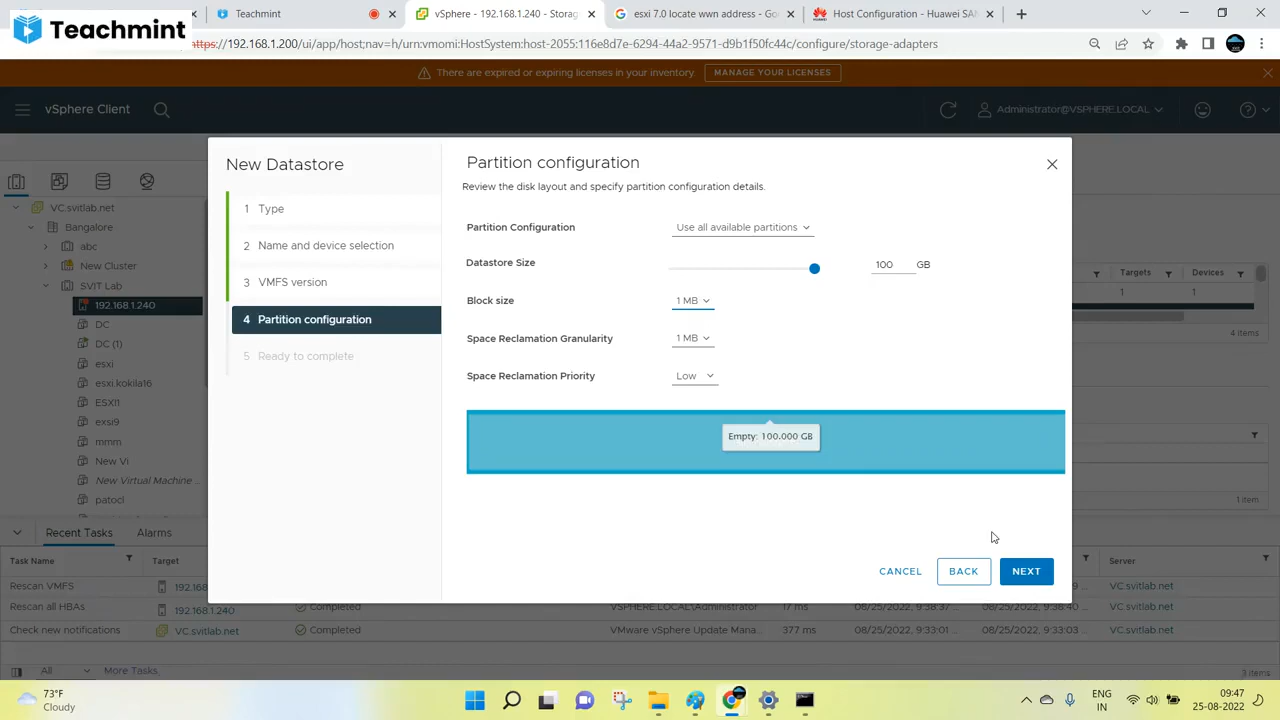 Teachmint
Teachmint
vSphere - 192.168.1.240 - Storag
esxi 7.0 locate wwn address - Go
Host Configuration - Huawei SAN
https://192.168.1.200/ui/app/host;nav=h/urn:vmomi:HostSystem:host-2055:116e8d7e-6294-44a2-9571-d9b1f50fc44c/configure/storage-adapters
There are expired or expiring licenses in your inventory.
MANAGE YOUR LICENSES
vSphere Client
Administrator@VSPHERE.LOCAL
New Datastore
1 Type
2 Name and device selection
3 VMFS version
4 Partition configuration
5 Ready to complete
Partition configuration
Review the disk layout and specify partition configuration details.
Partition Configuration
Use all available partitions
Datastore Size
100 GB
Block size
1 MB
Space Reclamation Granularity
1 MB
Space Reclamation Priority
Low
Empty: 100.000 GB
CANCEL
BACK
NEXT
VC.svitlab.net
Bangalore
abc
New Cluster
SVIT Lab
192.168.1.240
DC
DC (1)
esxi
esxi.kokila16
ESXI1
exsi9
mmm
New Vi
New Virtual Machine ...
patocl
Targets
Devices
1 1
4 items
1 item
Recent Tasks
Alarms
Task Name Target Server
Rescan VMFS 192.168 VC.svitlab.net
Rescan all HBAs 192.168.1.240 Completed VSPHERE.LOCAL\Administrator 17 ms 08/25/2022, 9:38:37 ... 08/25/2022, 9:38:40 ... VC.svitlab.net
Check new notifications VC.svitlab.net Completed VMware vSphere Update Mana... 377 ms 08/25/2022, 9:33:01 ... 08/25/2022, 9:33:03 ... VC.svitlab.net
All More Tasks
3 items
73°F
Cloudy
ENG
IN
09:47
25-08-2022